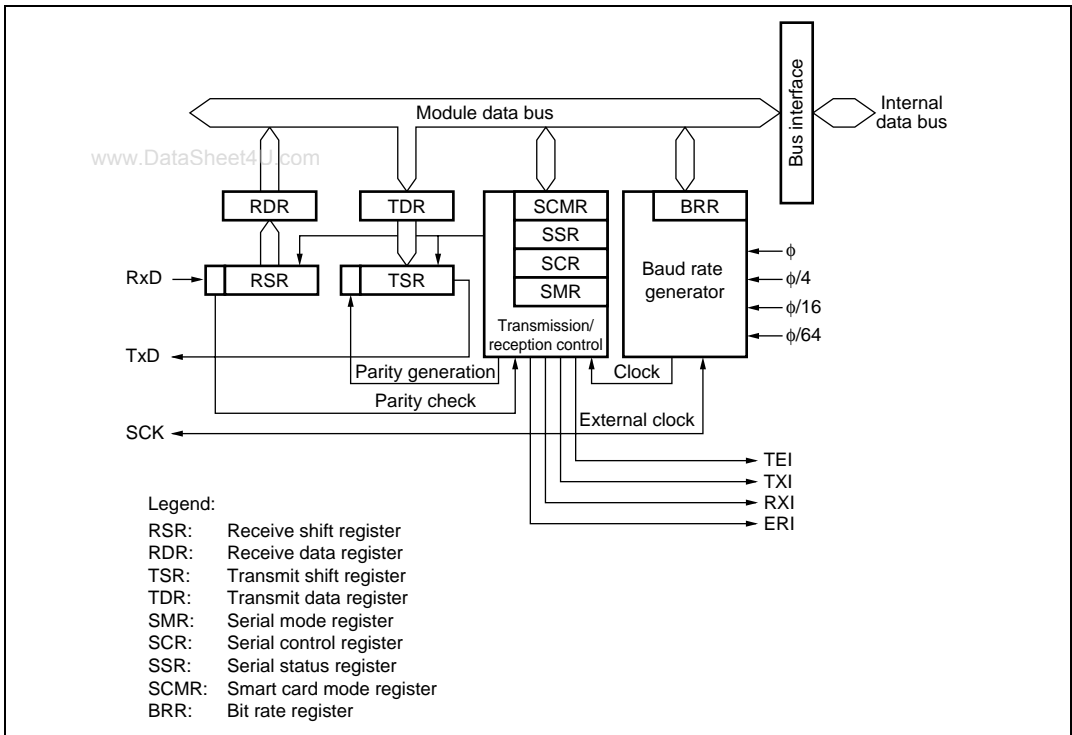 Bus interface
Module data bus
Internal
data bus
www.DataSheet4U.com
RDR
TDR
SCMR
BRR
SSR
SCR
SMR
RxD
RSR
TSR
Baud rate
generator
ϕ
ϕ/4
ϕ/16
ϕ/64
Transmission/
reception control
TxD
Parity generation
Clock
Parity check
SCK
External clock
TEI
TXI
RXI
ERI
Legend:
RSR: Receive shift register
RDR: Receive data register
TSR: Transmit shift register
TDR: Transmit data register
SMR: Serial mode register
SCR: Serial control register
SSR: Serial status register
SCMR: Smart card mode register
BRR: Bit rate register